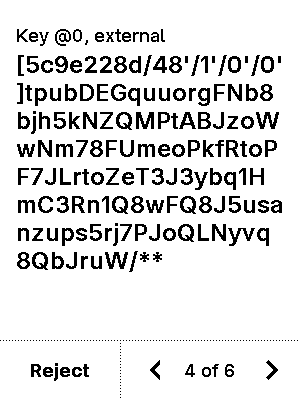 Key @0, external
[5c9e228d/48'/1'/0'/0'
]tpubDEGquuorgFNb8
bjh5kNZQMPtABJzoW
wNm78FUmeoPkfRtoP
F7JLrtoZeT3J3ybq1H
mC3Rn1Q8wFQ8J5usa
nzups5rj7PJoQLNyvq
8QbJruW/**
Reject
4 of 6